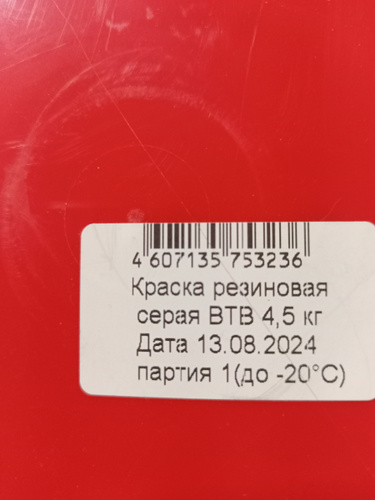 4 607135 753236
Краска резиновая
серая ВТВ 4,5 кг
Дата 13.08.2024
партия 1(до -20°C)